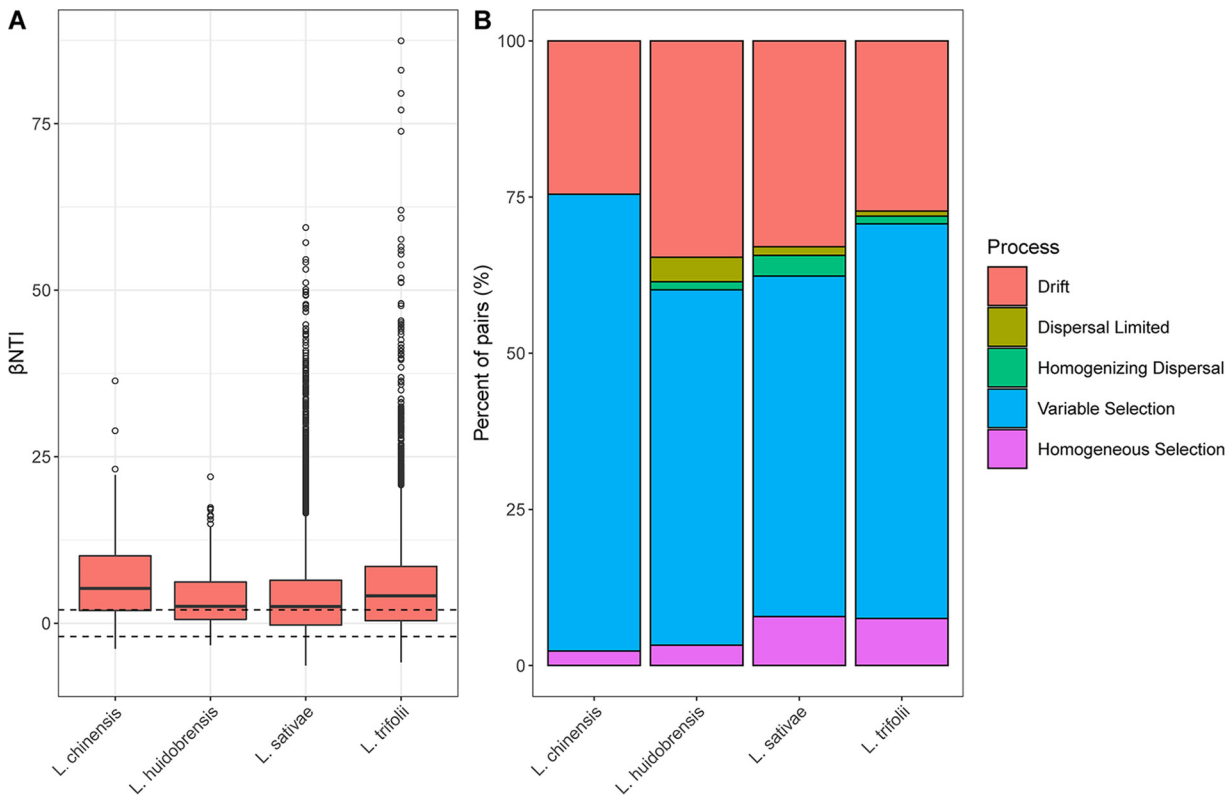 A
βNTI
75
50
25
0
L. chinensis
L. huidobrensis
L. sativae
L. trifolii
B
Percent of pairs (%)
100
75
50
25
0
L. chinensis
L. huidobrensis
L. sativae
L. trifolii
Process
Drift
Dispersal Limited
Homogenizing Dispersal
Variable Selection
Homogeneous Selection